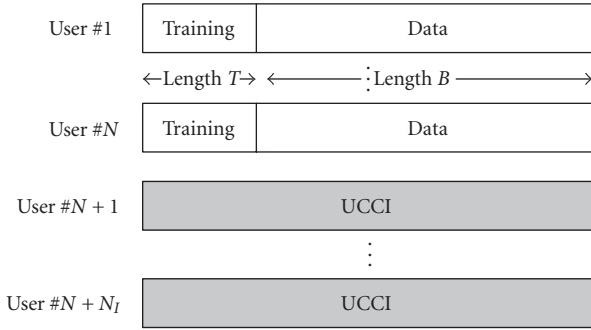 User #1 Training Data
←Length T→ ←⋮Length B→
User #N Training Data
User #N + 1 UCCI
⋮
User #N + N_I UCCI